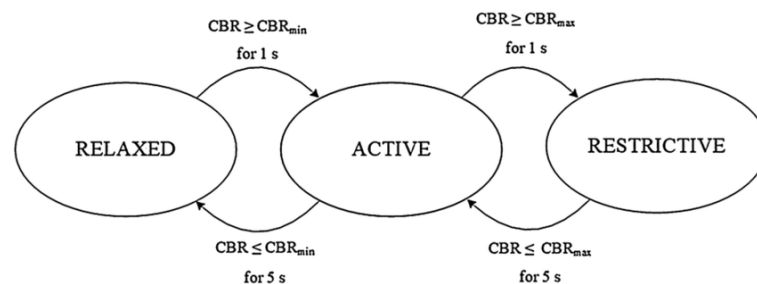 CBR ≥ CBRmin
for 1 s
CBR ≥ CBRmax
for 1 s
RELAXED
ACTIVE
RESTRICTIVE
CBR ≤ CBRmin
for 5 s
CBR ≤ CBRmax
for 5 s